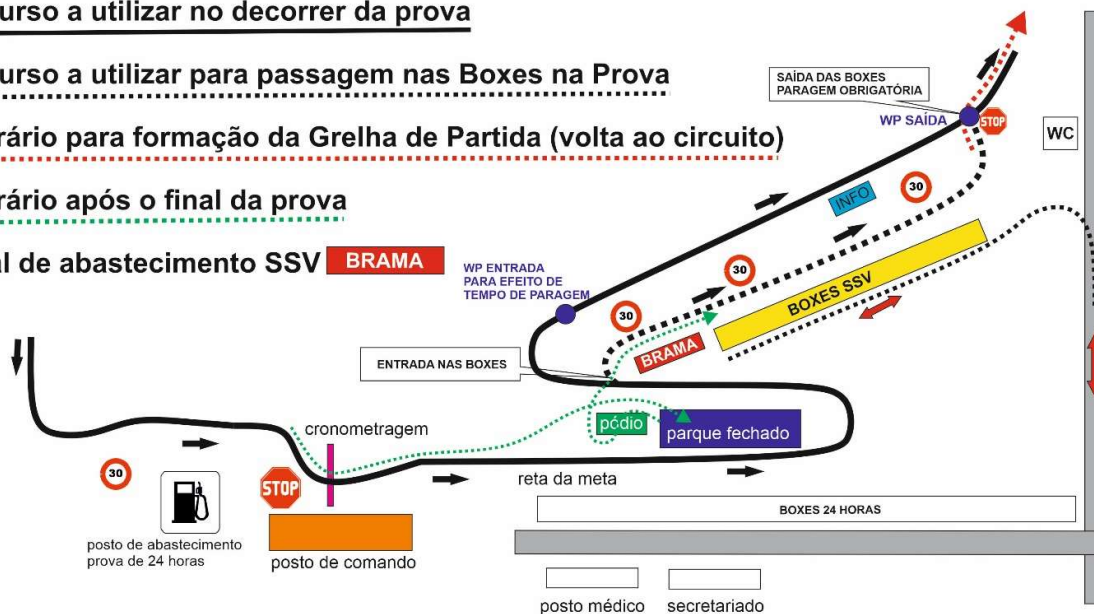 urso a utilizar no decorrer da prova
urso a utilizar para passagem nas Boxes na Prova
rário para formação da Grelha de Partida (volta ao circuito)
rário após o final da prova
al de abastecimento SSV BRAMA
SAÍDA DAS BOXES
PARAGEM OBRIGATÓRIA
WP SAÍDA
STOP
WC
30
INFO
WP ENTRADA
PARA EFEITO DE
TEMPO DE PARAGEM
30
30
BOXES SSV
BRAMA
ENTRADA NAS BOXES
cronometragem
pódio
parque fechado
30
STOP
reta da meta
BOXES 24 HORAS
posto de abastecimento
prova de 24 horas
posto de comando
posto médico
secretariado